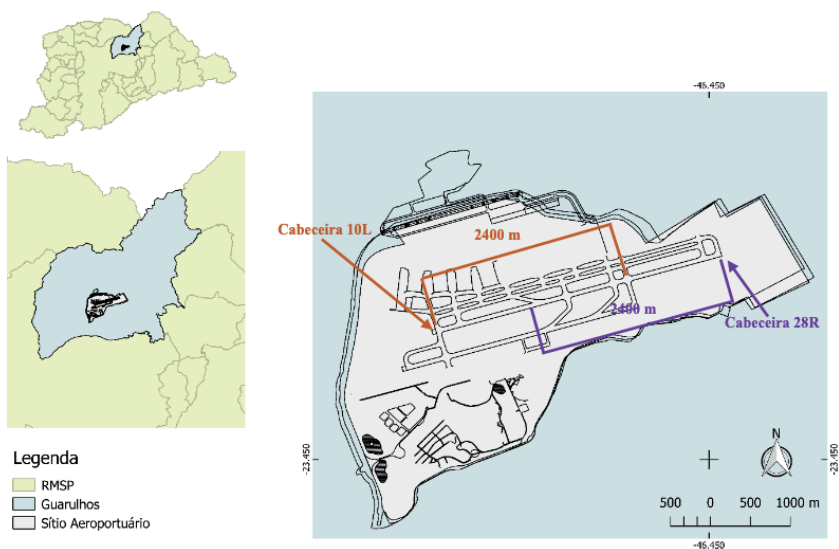 -46.450
Cabeceira 10L
2400 m
2400 m
Cabeceira 28R
-23.450
-23.450
N
500 0 500 1000 m
-46.450
Legenda
RMSP
Guarulhos
Sítio Aeroportuário